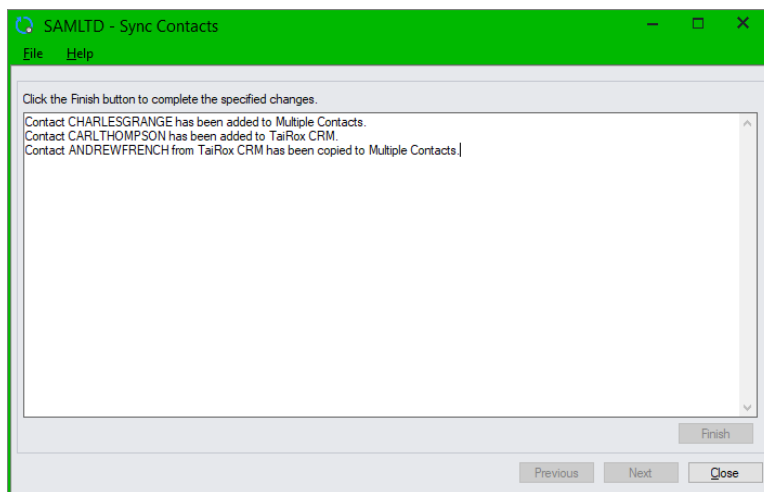 SAMLTD - Sync Contacts
File Help
Click the Finish button to complete the specified changes.
Contact CHARLESGRANGE has been added to Multiple Contacts.
Contact CARLTHOMPSON has been added to TaiRox CRM.
Contact ANDREWFRENCH from TaiRox CRM has been copied to Multiple Contacts.
Finish
Previous Next Close